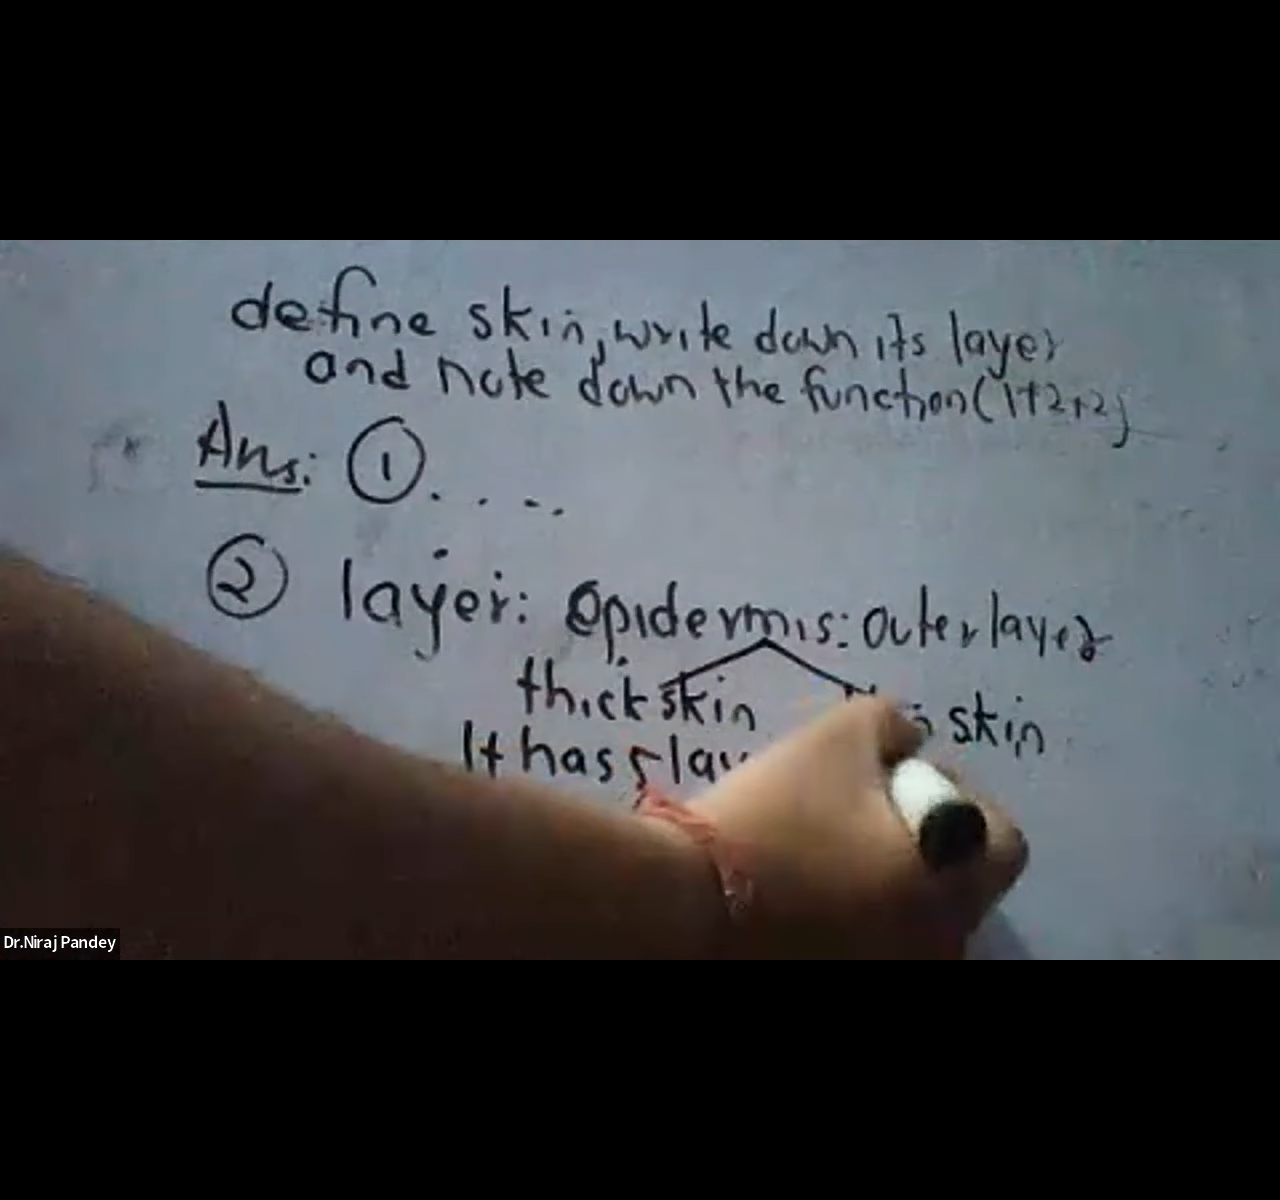 define skin, write down its layer
and note down the function (1+2+2)
Ans: ① . . . .
② layer: epidermis: outer layer
thick skin skin
It has 5
Dr.Niraj Pandey